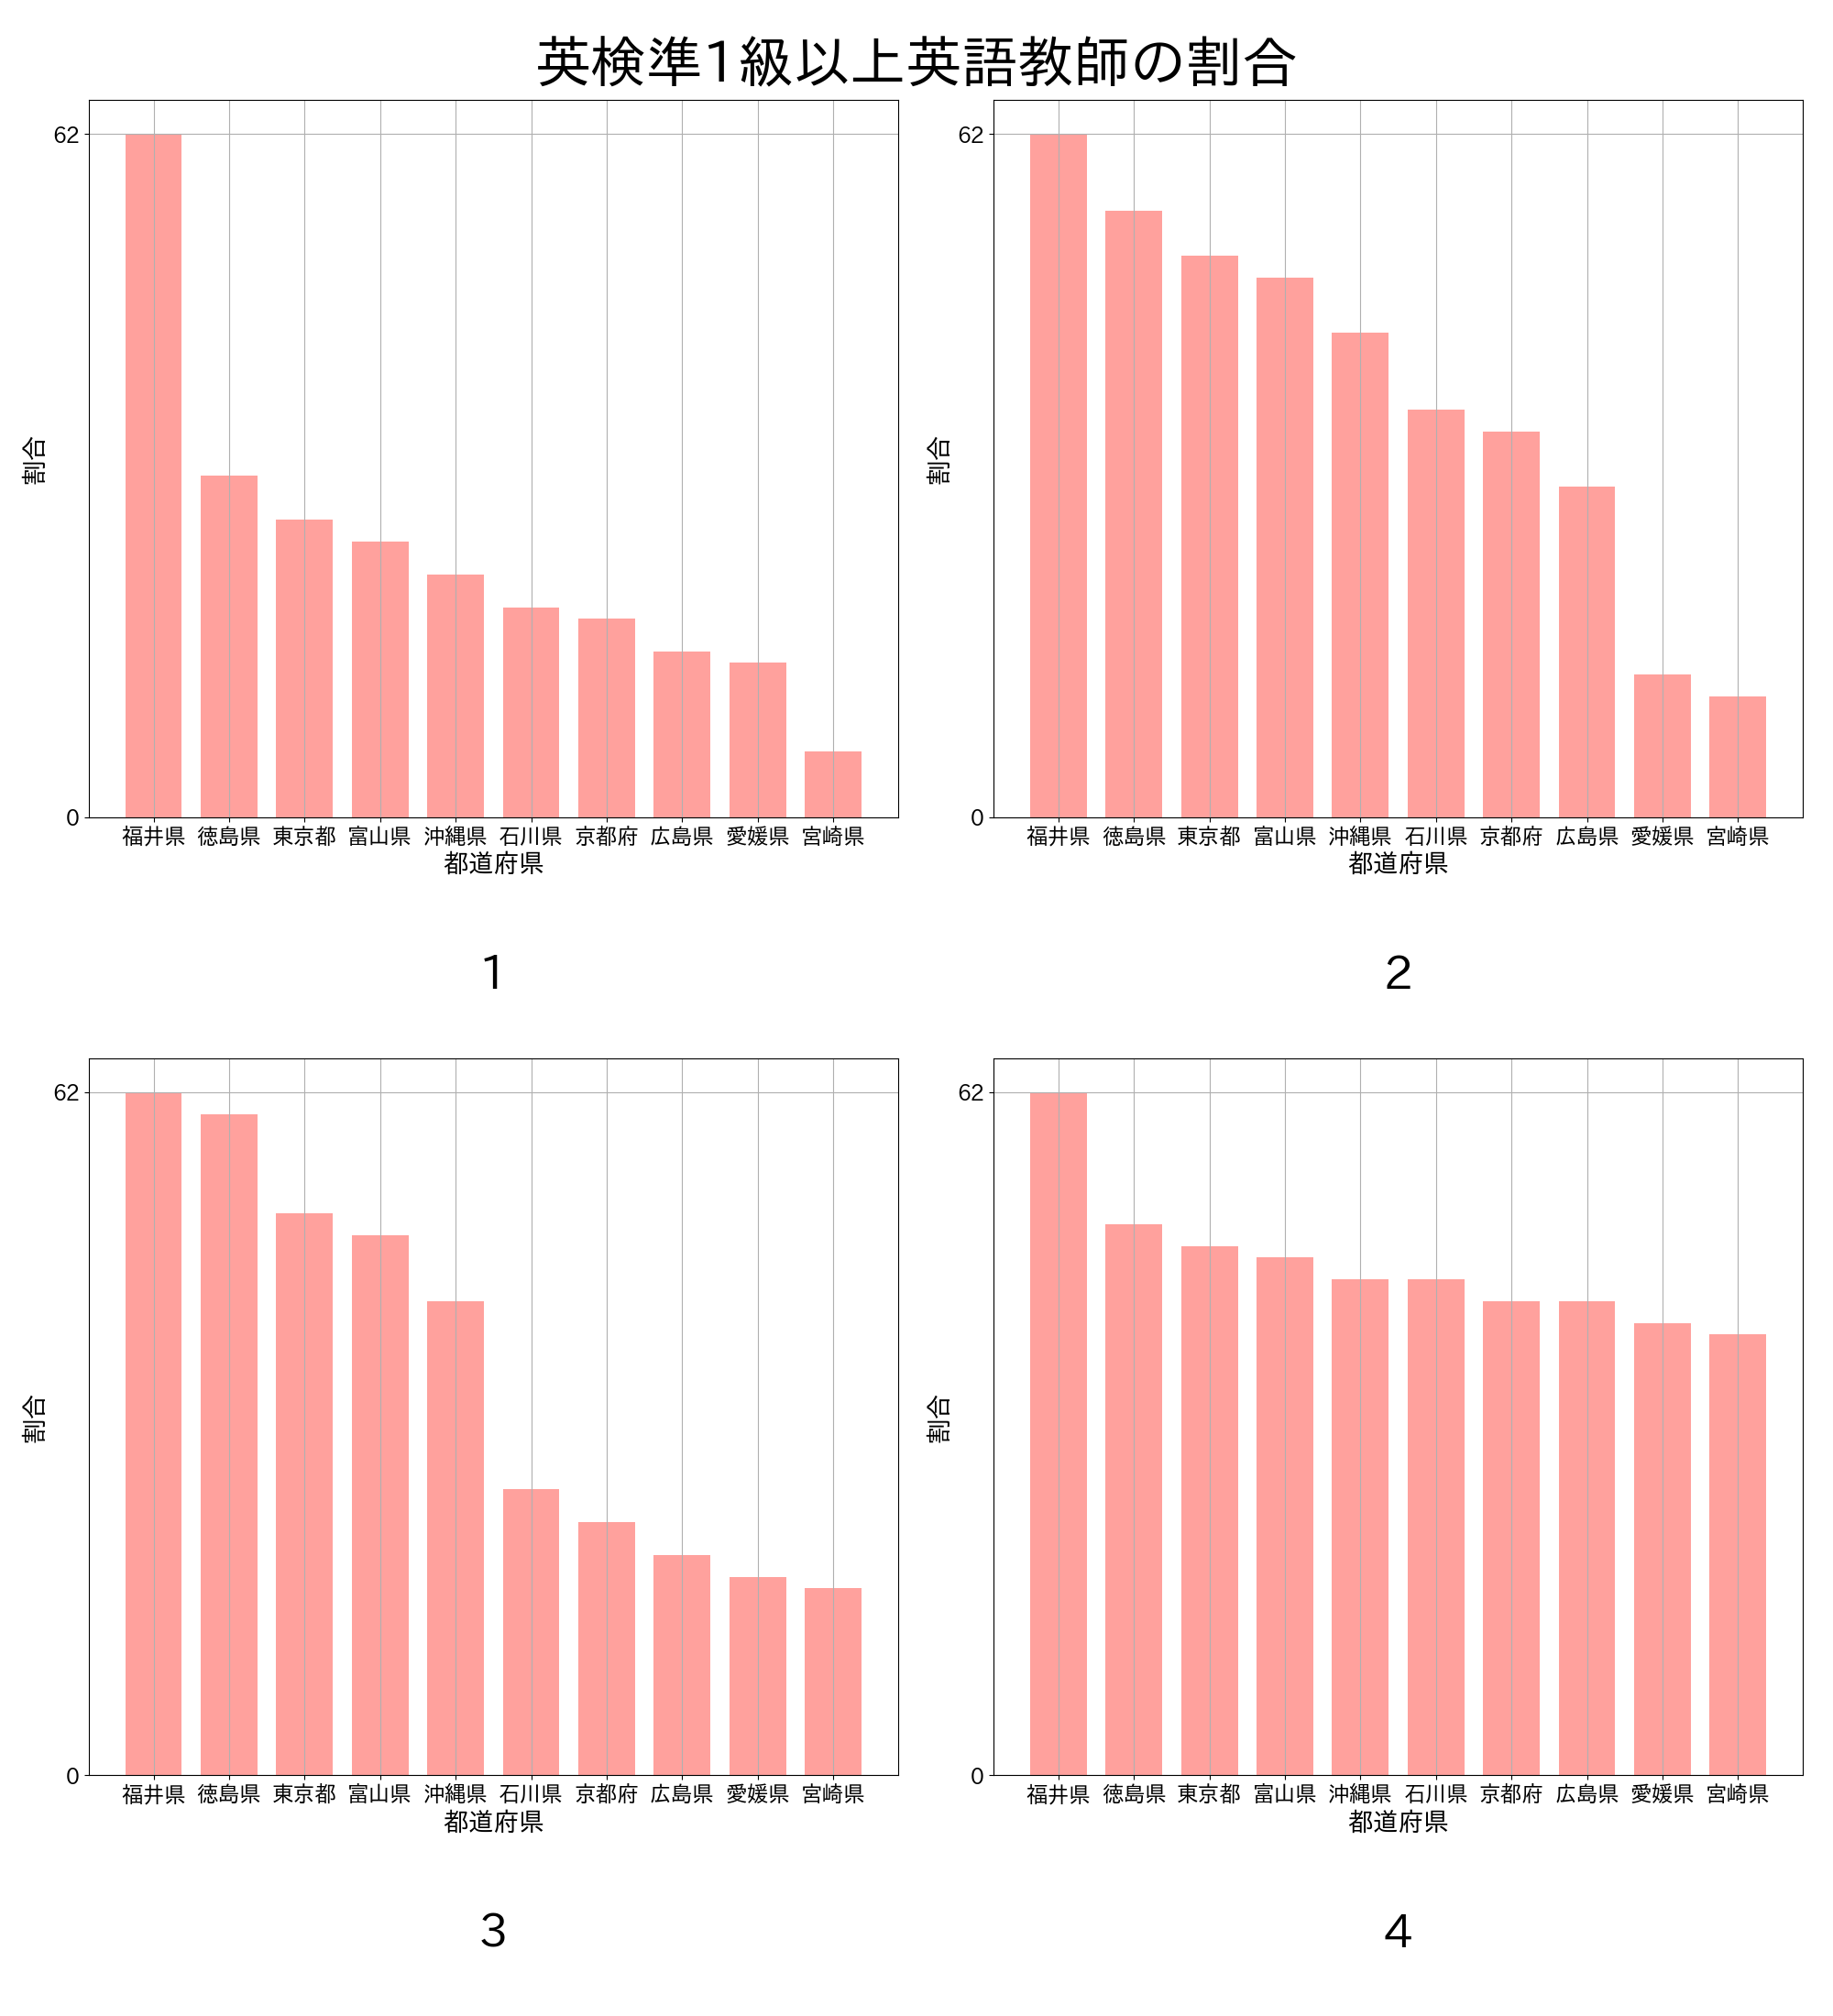 英検準1級以上英語教師の割合
62
0
割合
福井県 徳島県 東京都 富山県 沖縄県 石川県 京都府 広島県 愛媛県 宮崎県
都道府県
1
62
0
割合
福井県 徳島県 東京都 富山県 沖縄県 石川県 京都府 広島県 愛媛県 宮崎県
都道府県
2
62
0
割合
福井県 徳島県 東京都 富山県 沖縄県 石川県 京都府 広島県 愛媛県 宮崎県
都道府県
3
62
0
割合
福井県 徳島県 東京都 富山県 沖縄県 石川県 京都府 広島県 愛媛県 宮崎県
都道府県
4